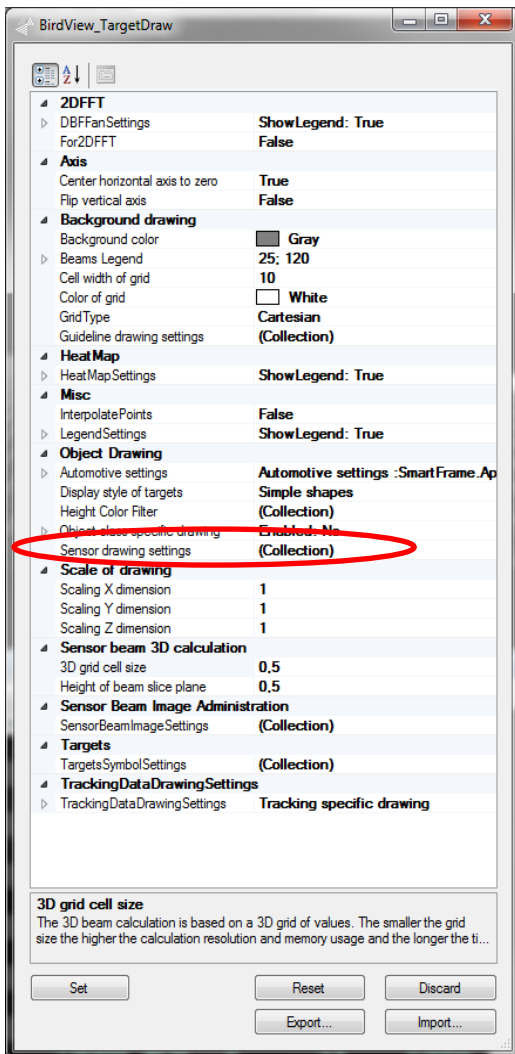 BirdView_TargetDraw
2DFFT
DBFFanSettings ShowLegend: True
For2DFFT False
Axis
Center horizontal axis to zero True
Flip vertical axis False
Background drawing
Background color Gray
Beams Legend 25; 120
Cell width of grid 10
Color of grid White
GridType Cartesian
Guideline drawing settings (Collection)
HeatMap
HeatMapSettings ShowLegend: True
Misc
InterpolatePoints False
LegendSettings ShowLegend: True
Object Drawing
Automotive settings Automotive settings :SmartFrame.Ap
Display style of targets Simple shapes
Height Color Filter (Collection)
Object class specific drawing Enabled: No
Sensor drawing settings (Collection)
Scale of drawing
Scaling X dimension 1
Scaling Y dimension 1
Scaling Z dimension 1
Sensor beam 3D calculation
3D grid cell size 0,5
Height of beam slice plane 0,5
Sensor Beam Image Administration
SensorBeamImageSettings (Collection)
Targets
TargetsSymbolSettings (Collection)
TrackingDataDrawingSettings
TrackingDataDrawingSettings Tracking specific drawing
3D grid cell size
The 3D beam calculation is based on a 3D grid of values. The smaller the grid
size the higher the calculation resolution and memory usage and the longer the ti...
Set Reset Discard
Export... Import...